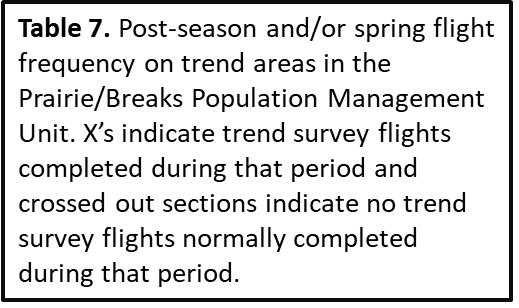 Table 7. Post-season and/or spring flight
frequency on trend areas in the
Prairie/Breaks Population Management
Unit. X’s indicate trend survey flights
completed during that period and
crossed out sections indicate no trend
survey flights normally completed
during that period.